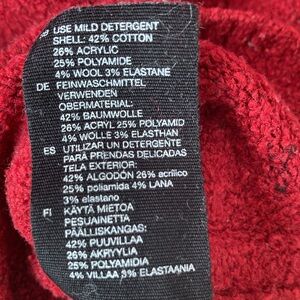 GB USE MILD DETERGENT
SHELL: 42% COTTON
26% ACRYLIC
25% POLYAMIDE
4% WOOL 3% ELASTANE
DE FEINWASCHMITTEL
VERWENDEN
OBERMATERIAL:
42% BAUMWOLLE
26% ACRYL 25% POLYAMID
4% WOLLE 3% ELASTHAN
ES UTILIZAR UN DETERGENTE
PARA PRENDAS DELICADAS
TELA EXTERIOR:
42% ALGODÓN 26% acrílico
25% poliamida 4% LANA
3% elastano
FI KÄYTÄ MIETOA
PESUAINETTA
PÄÄLLISKANGAS:
42% PUUVILLAA
26% AKRYYLIA
25% POLYAMIDIA
4% VILLAA 3% ELASTAANIA